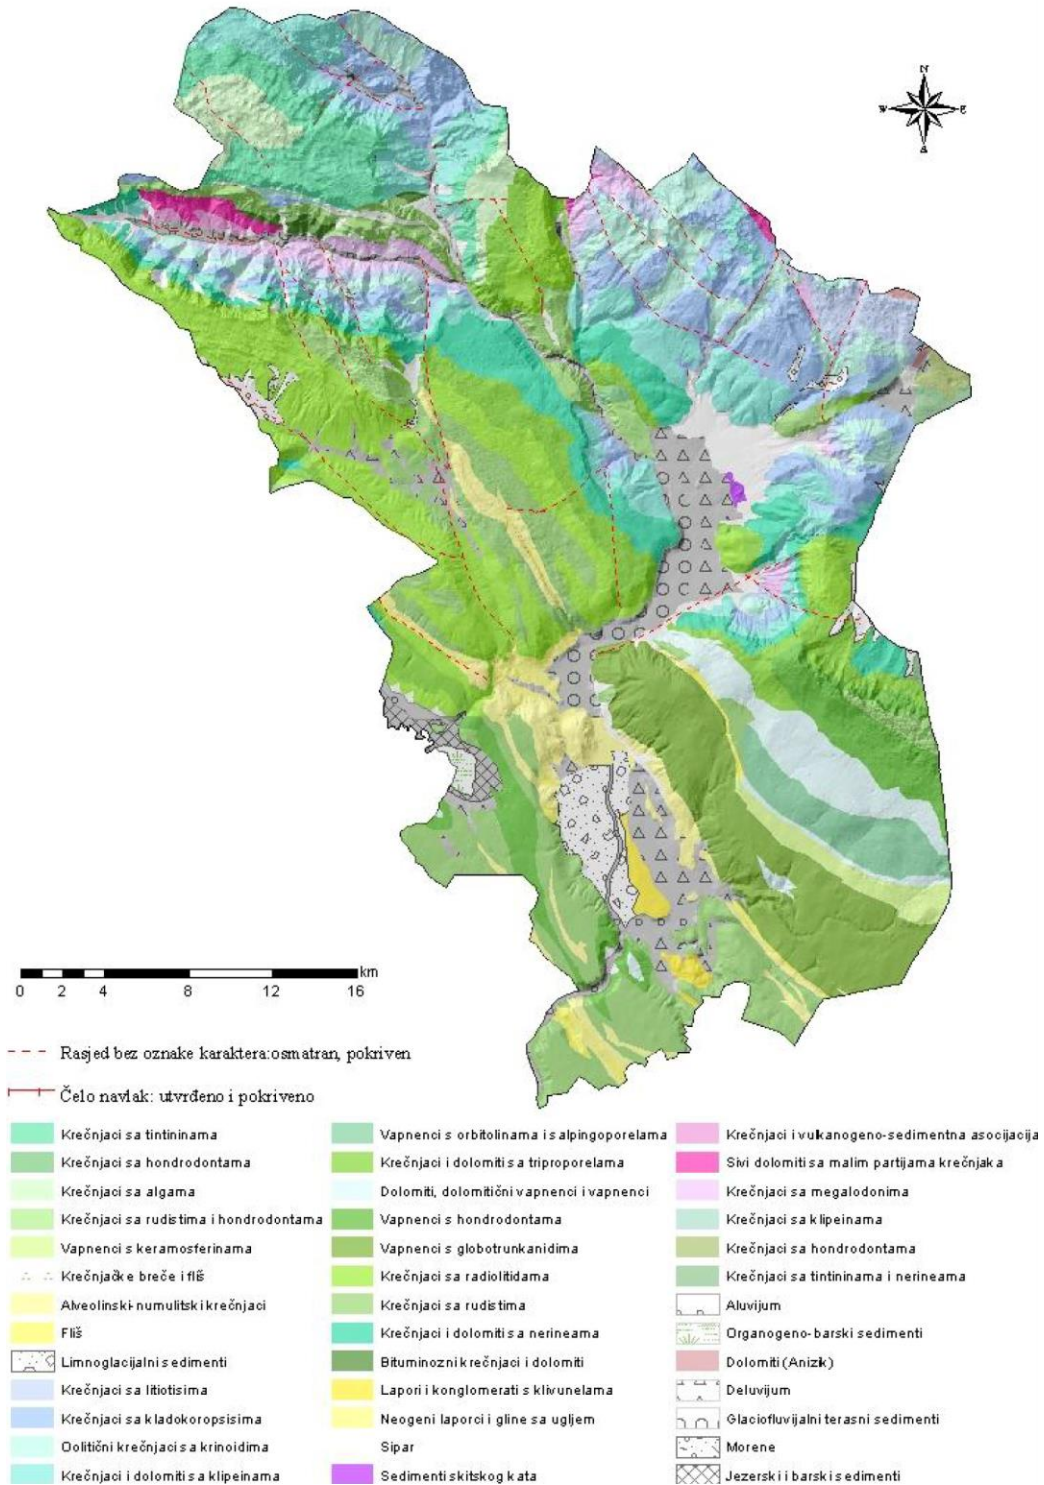 N
W E
S
km
0 2 4 8 12 16
Rasjed bez oznake karaktera:osmatran, pokriven
Čelo navlak: utvrđeno i pokriveno
Krečnjaci sa tintininama
Krečnjaci sa hondrodontama
Krečnjaci sa algama
Krečnjaci sa rudistima i hondrodontama
Vapnenci s keramosferinama
Krečnjačke breče i fliš
Alveolinski-numulitski krečnjaci
Fliš
Limnoglacijalni sedimenti
Krečnjaci sa litiotisima
Krečnjaci sa kladokoropsisima
Oolitični krečnjaci sa krinoidima
Krečnjaci i dolomiti sa klipeinama
Vapnenci s orbitolinama i salpingoporelama
Krečnjaci i dolomiti sa triproporelama
Dolomiti, dolomitični vapnenci i vapnenci
Vapnenci s hondrodontama
Vapnenci s globotrunkanidima
Krečnjaci sa radiolitidama
Krečnjaci sa rudistima
Krečnjaci i dolomiti sa nerineama
Bituminozni krečnjaci i dolomiti
Lapori i konglomerati s klivunelama
Neogeni laporci i gline sa ugljem
Sipar
Sedimenti skitskog kata
Krečnjaci i vulkanogeno-sedimentna asocijacija
Sivi dolomiti sa malim partijama krečnjaka
Krečnjaci sa megalodonima
Krečnjaci sa klipeinama
Krečnjaci sa hondrodontama
Krečnjaci sa tintininama i nerineama
Aluvijum
Organogeno-barski sedimenti
Dolomiti (Anizik)
Deluvijum
Glaciofluvijalni terasni sedimenti
Morene
Jezerski i barski sedimenti